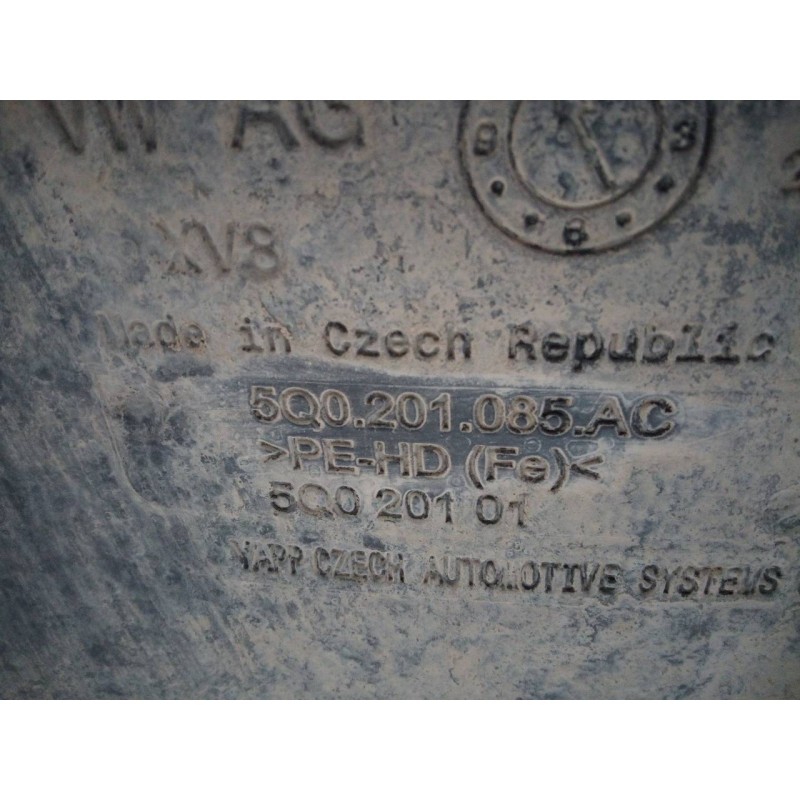 VW AG
9 3
6
XV8
Made in Czech Republic
5Q0.201.085.AC
>PE-HD (Fe)<
5Q0 201 01
YAPP CZECH AUTOMOTIVE SYSTEMS